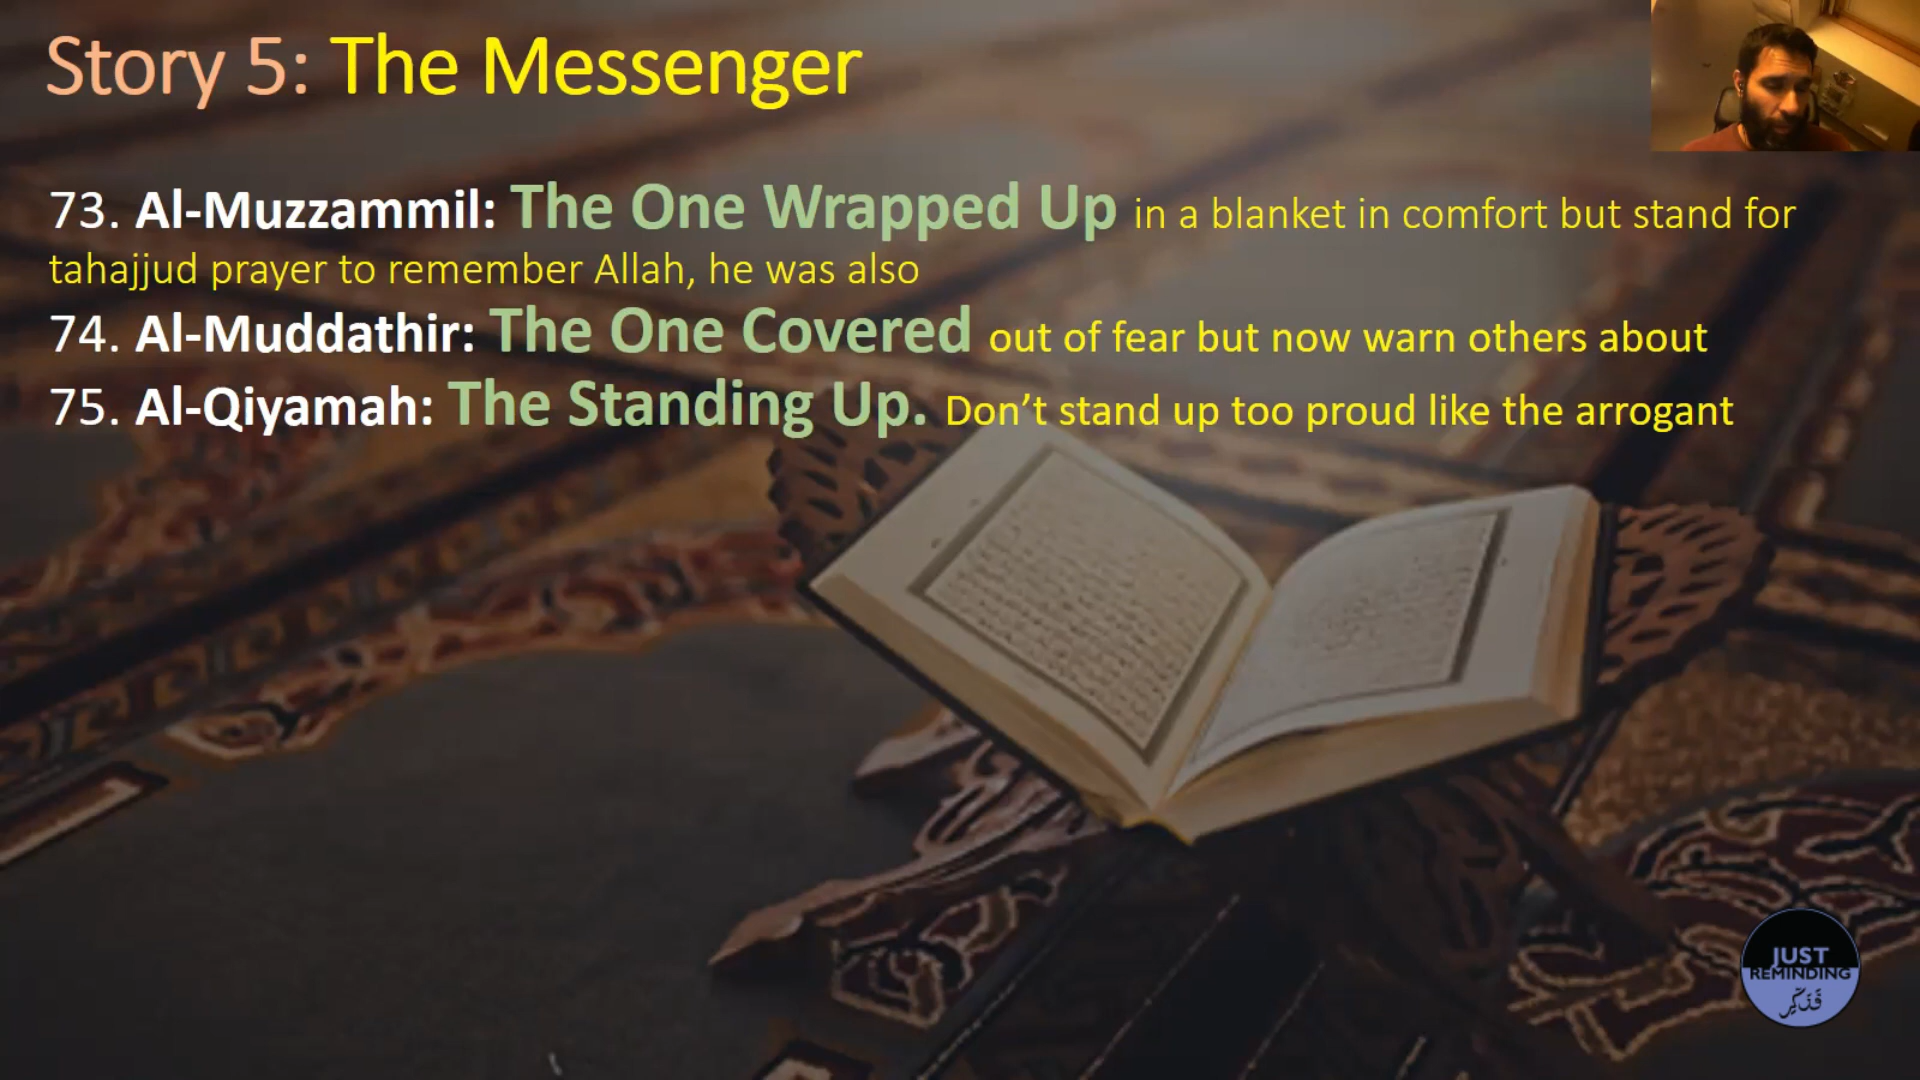 Story 5: The Messenger
73. Al-Muzzammil: The One Wrapped Up in a blanket in comfort but stand for
tahajjud prayer to remember Allah, he was also
74. Al-Muddathir: The One Covered out of fear but now warn others about
75. Al-Qiyamah: The Standing Up. Don't stand up too proud like the arrogant
JUST
REMINDING
فَذَكِّرْ